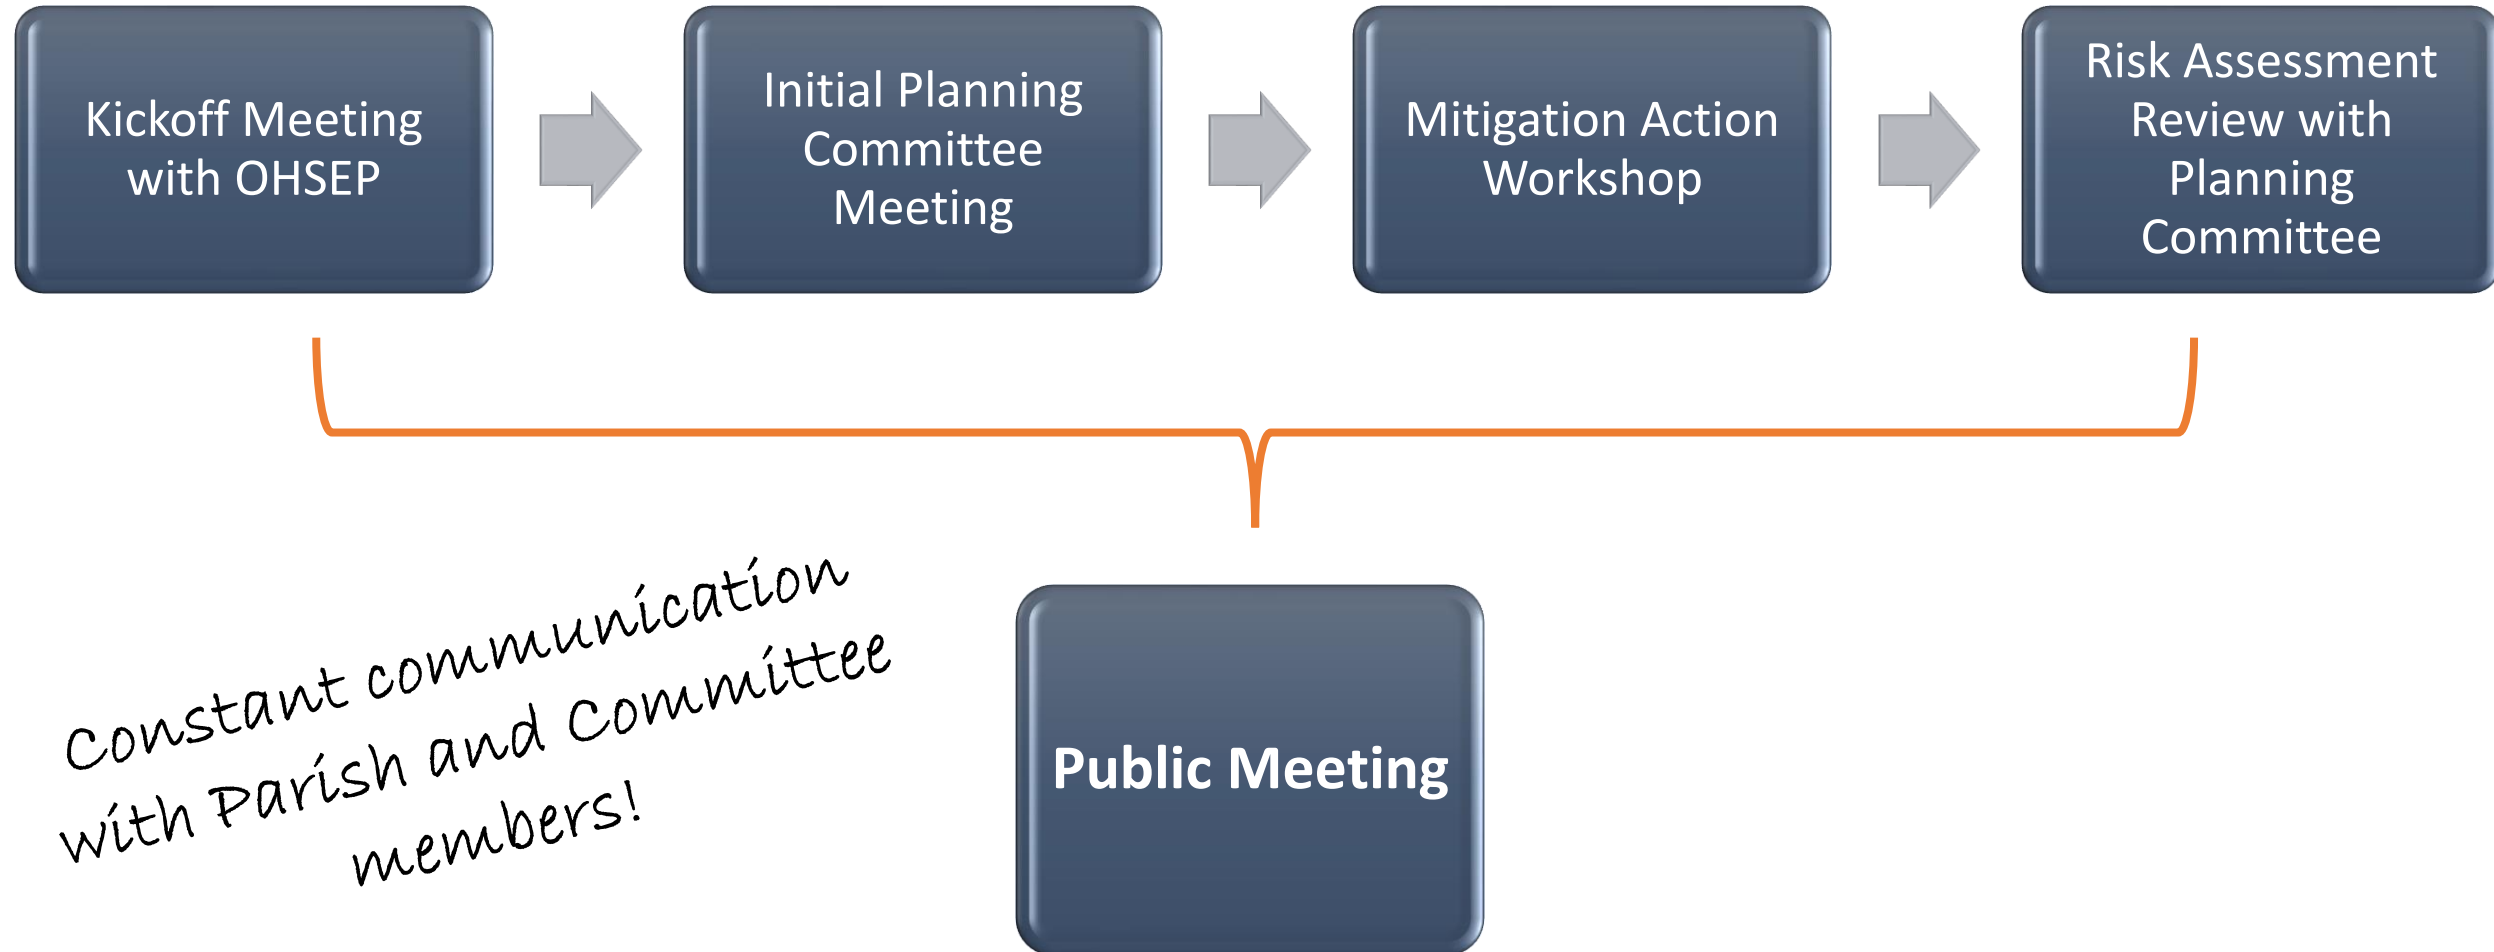 Kickoff Meeting
with OHSEP
Initial Planning
Committee
Meeting
Mitigation Action
Workshop
Risk Assessment
Review with
Planning
Committee
Constant communication
with Parish and Committee
members!
Public Meeting